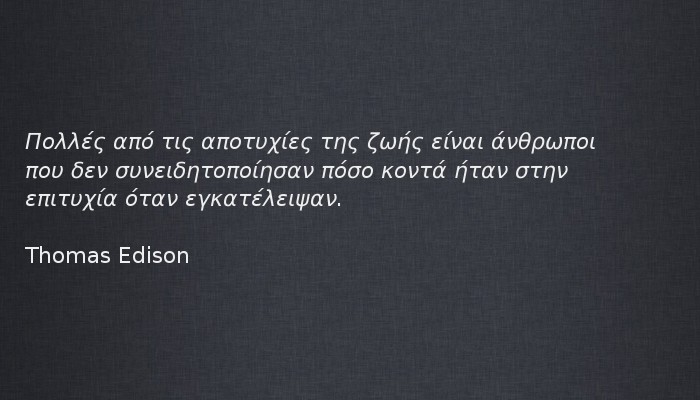 Πολλές από τις αποτυχίες της ζωής είναι άνθρωποι
που δεν συνειδητοποίησαν πόσο κοντά ήταν στην
επιτυχία όταν εγκατέλειψαν.
Thomas Edison